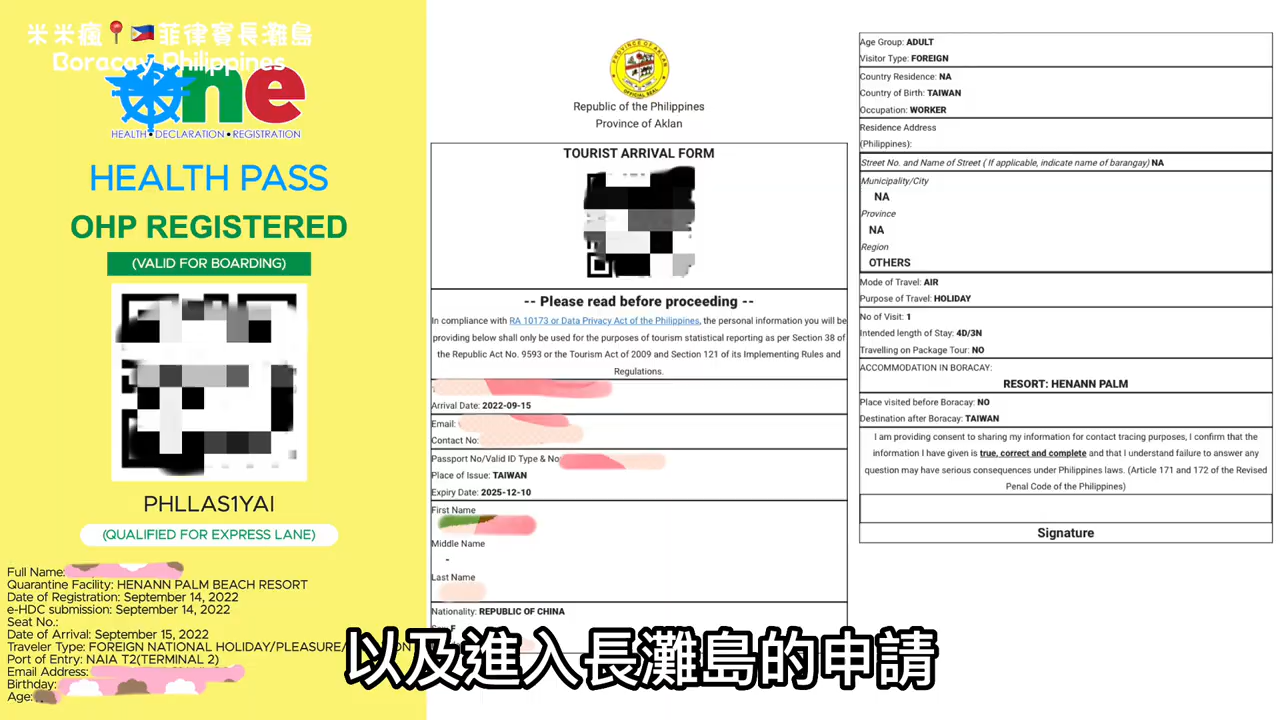 米米瘋📍🇵🇭菲律賓長灘島
Boracay Philippines
One
HEALTH•DECLARATION•REGISTRATION
HEALTH PASS
OHP REGISTERED
(VALID FOR BOARDING)
PHLLAS1YAI
(QUALIFIED FOR EXPRESS LANE)
Full Name:
Quarantine Facility: HENANN PALM BEACH RESORT
Date of Registration: September 14, 2022
e-HDC submission: September 14, 2022
Seat No.:
Date of Arrival: September 15, 2022
Traveler Type: FOREIGN NATIONAL HOLIDAY/PLEASURE/
Port of Entry: NAIA T2(TERMINAL 2)
Email Address:
Birthday:
Age:
PROVINCE OF AKLAN
OFFICIAL SEAL
Republic of the Philippines
Province of Aklan
TOURIST ARRIVAL FORM
-- Please read before proceeding --
In compliance with RA 10173 or Data Privacy Act of the Philippines, the personal information you will be
providing below shall only be used for the purposes of tourism statistical reporting as per Section 38 of
the Republic Act No. 9593 or the Tourism Act of 2009 and Section 121 of its Implementing Rules and
Regulations.
Arrival Date: 2022-09-15
Email:
Contact No:
Passport No/Valid ID Type & No:
Place of Issue: TAIWAN
Expiry Date: 2025-12-10
First Name
Middle Name
-
Last Name
Nationality: REPUBLIC OF CHINA
Age Group: ADULT
Visitor Type: FOREIGN
Country Residence: NA
Country of Birth: TAIWAN
Occupation: WORKER
Residence Address
(Philippines):
Street No. and Name of Street ( If applicable, indicate name of barangay) NA
Municipality/City
NA
Province
NA
Region
OTHERS
Mode of Travel: AIR
Purpose of Travel: HOLIDAY
No of Visit: 1
Intended length of Stay: 4D/3N
Travelling on Package Tour: NO
ACCOMMODATION IN BORACAY:
RESORT: HENANN PALM
Place visited before Boracay: NO
Destination after Boracay: TAIWAN
I am providing consent to sharing my information for contact tracing purposes, I confirm that the
information I have given is true, correct and complete and that I understand failure to answer any
question may have serious consequences under Philippines laws. (Article 171 and 172 of the Revised
Penal Code of the Philippines)
Signature
以及進入長灘島的申請